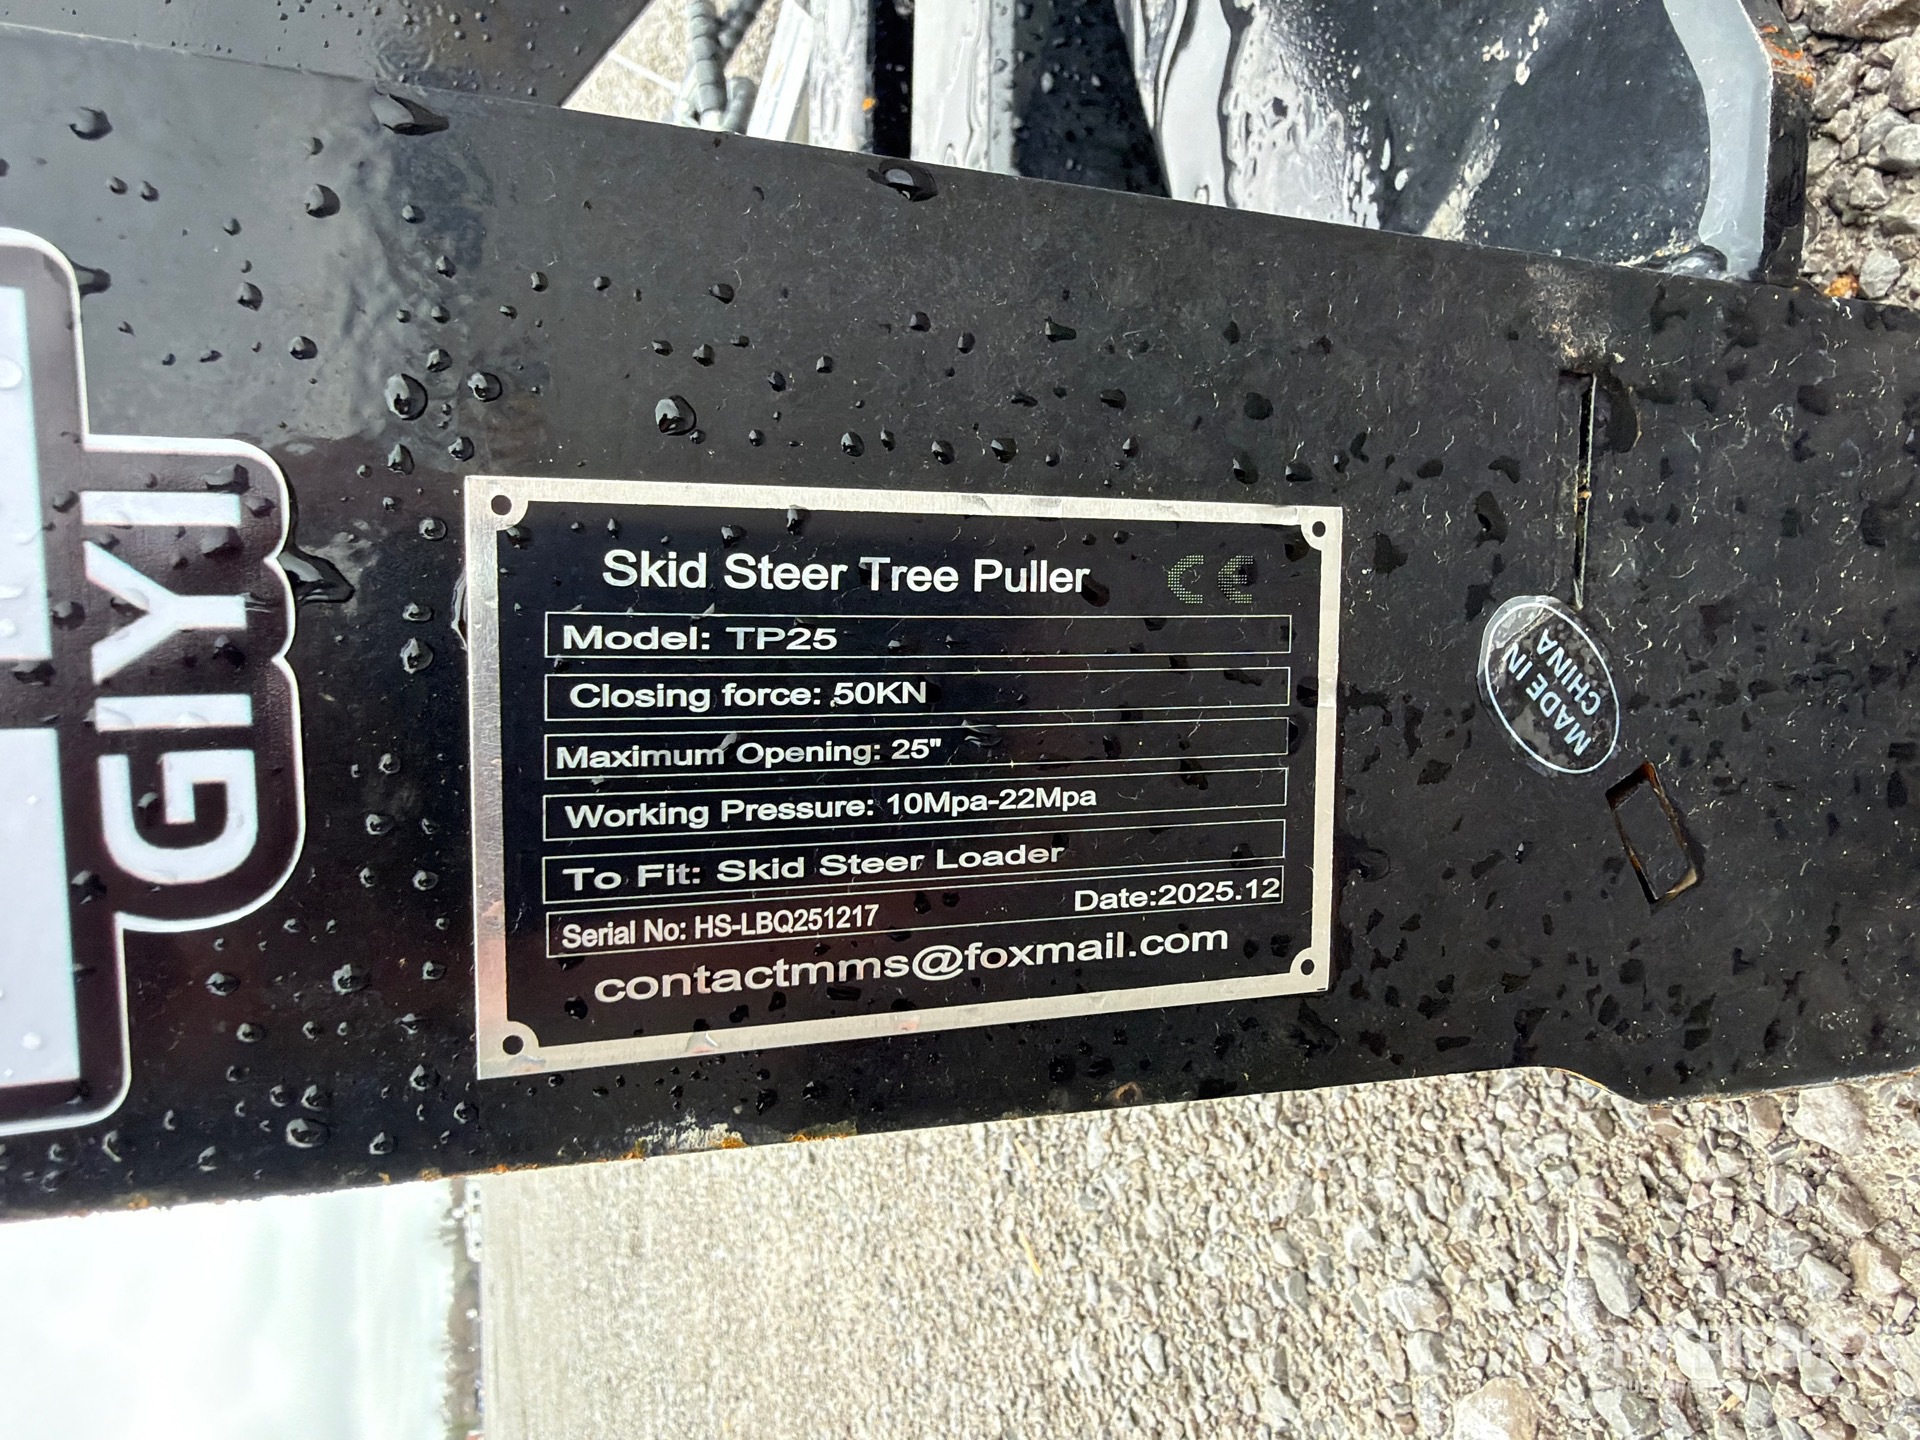 GIYI
Skid Steer Tree Puller CE
Model: TP25
Closing force: 50KN
Maximum Opening: 25"
Working Pressure: 10Mpa-22Mpa
To Fit: Skid Steer Loader
Serial No: HS-LBQ251217 Date:2025.12
contactmms@foxmail.com
MADE IN
CHINA